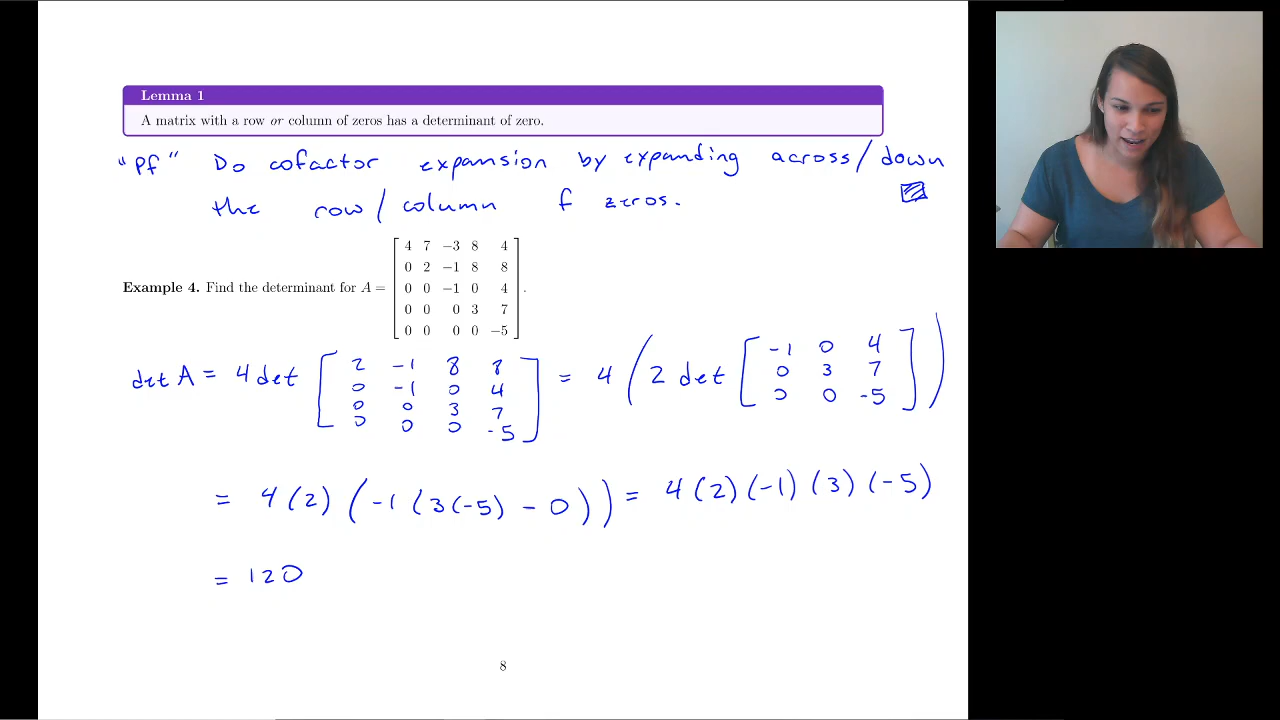 Lemma 1
A matrix with a row or column of zeros has a determinant of zero.
"Pf" Do cofactor expansion by expanding across/down
the row/column f zeros.
Example 4. Find the determinant for A = [ 4 7 −3 8 4
0 2 −1 8 8
0 0 −1 0 4
0 0 0 3 7
0 0 0 0 −5 ].
det A = 4 det [ 2 -1 8 8
0 -1 0 4
0 0 3 7
0 0 0 -5 ] = 4 ( 2 det [ -1 0 4
0 3 7
0 0 -5 ] )
= 4(2)(-1(3(-5) - 0)) = 4(2)(-1)(3)(-5)
= 120
8